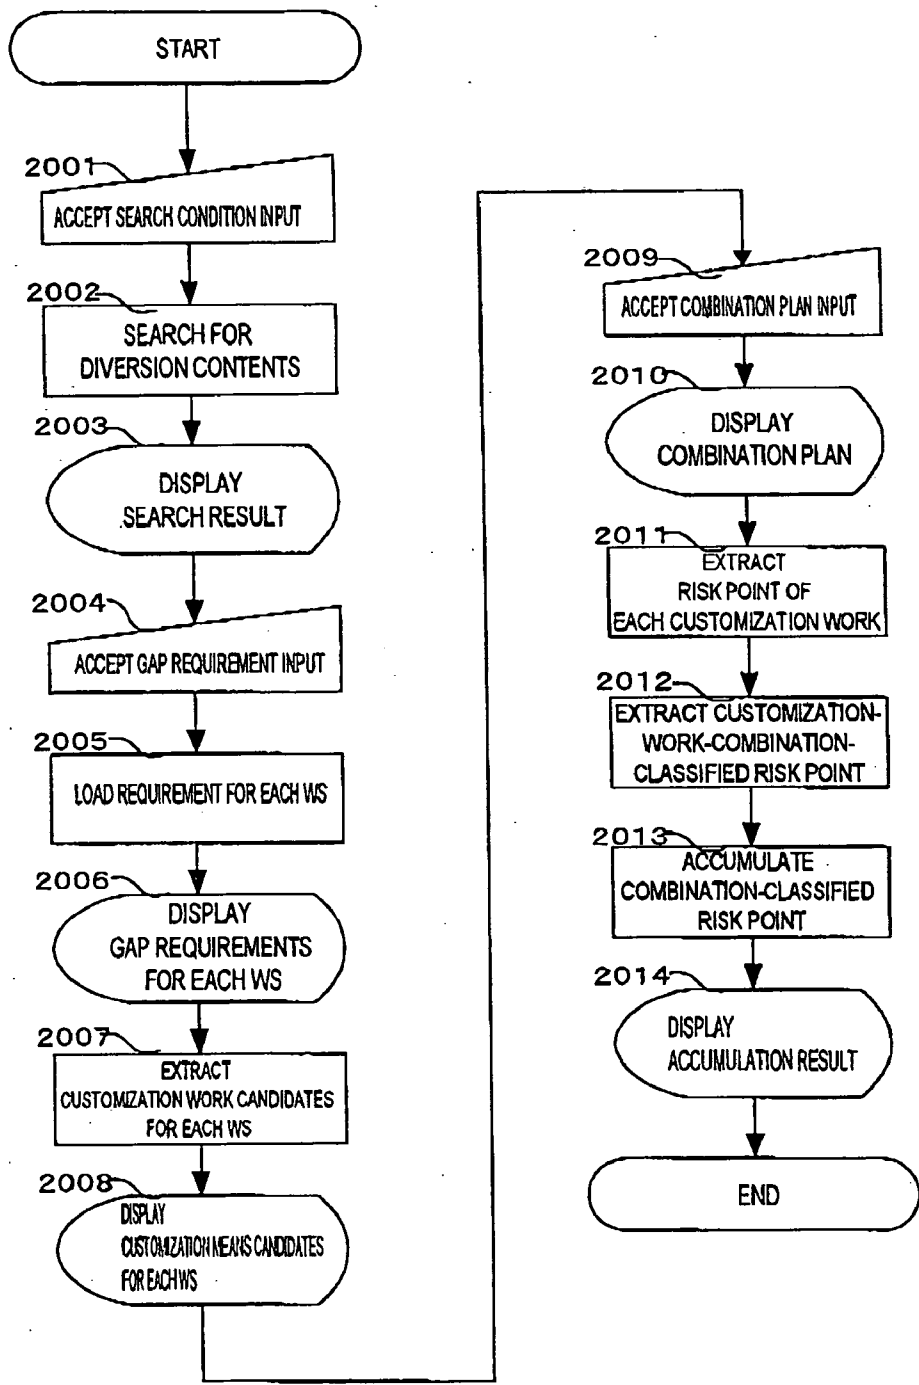 START
2001
ACCEPT SEARCH CONDITION INPUT
2002
SEARCH FOR
DIVERSION CONTENTS
2003
DISPLAY
SEARCH RESULT
2004
ACCEPT GAP REQUIREMENT INPUT
2005
LOAD REQUIREMENT FOR EACH WS
2006
DISPLAY
GAP REQUIREMENTS
FOR EACH WS
2007
EXTRACT
CUSTOMIZATION WORK CANDIDATES
FOR EACH WS
2008
DISPLAY
CUSTOMIZATION MEANS CANDIDATES
FOR EACH WS
2009
ACCEPT COMBINATION PLAN INPUT
2010
DISPLAY
COMBINATION PLAN
2011
EXTRACT
RISK POINT OF
EACH CUSTOMIZATION WORK
2012
EXTRACT CUSTOMIZATION-
WORK-COMBINATION-
CLASSIFIED RISK POINT
2013
ACCUMULATE
COMBINATION-CLASSIFIED
RISK POINT
2014
DISPLAY
ACCUMULATION RESULT
END